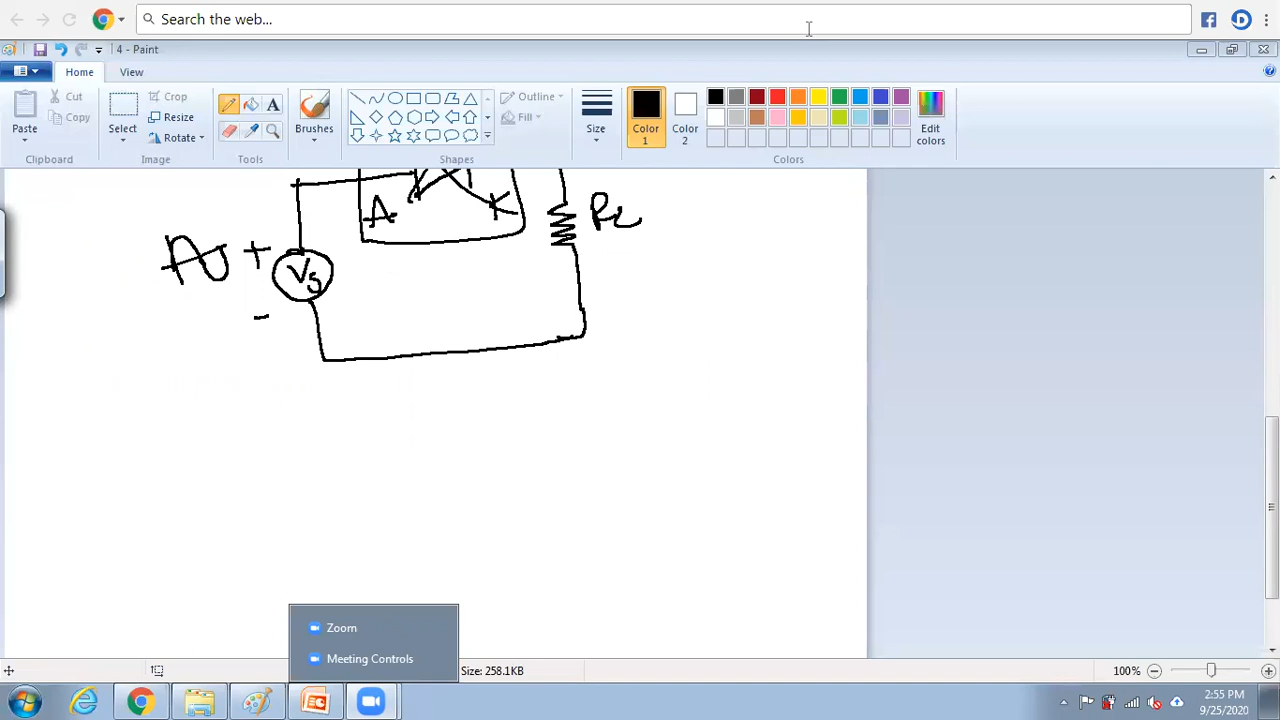 Search the web...
4 - Paint
Home View
Paste
Cut
Copy
Clipboard
Select
Crop
Resize
Rotate
Image
A
Tools
Brushes
Outline
Fill
Shapes
Size
Color 1
Color 2
Edit colors
Colors
A K
RL
+ Vs
-
Zoom
Meeting Controls
Size: 258.1KB
100%
2:55 PM
9/25/2020